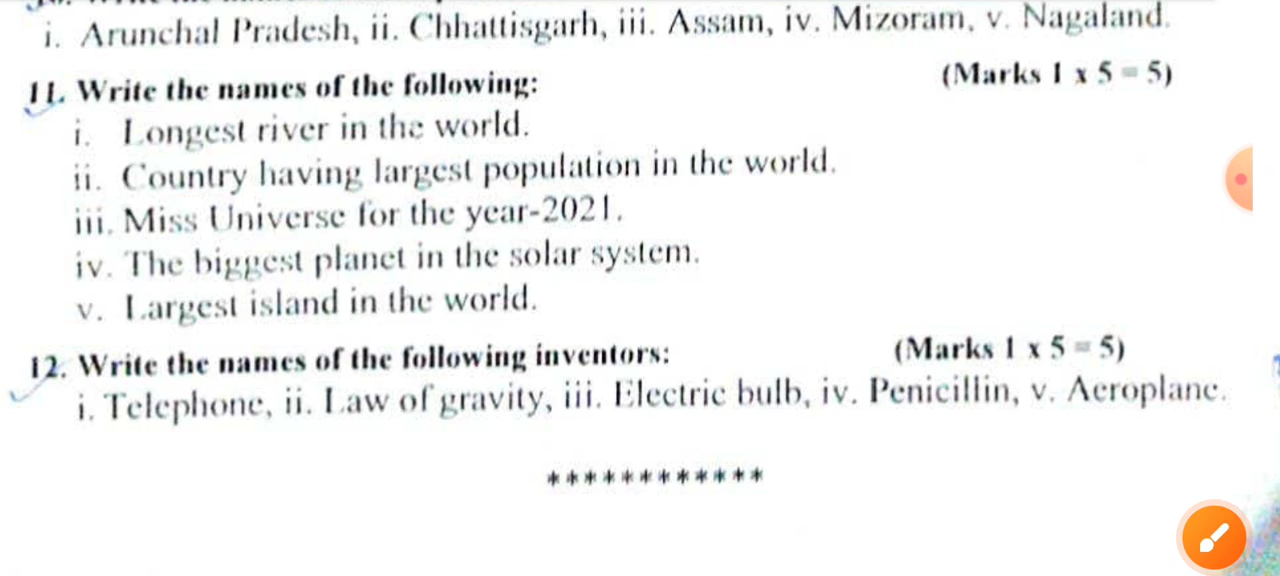 i. Arunchal Pradesh, ii. Chhattisgarh, iii. Assam, iv. Mizoram, v. Nagaland.
11. Write the names of the following: (Marks 1 x 5 = 5)
i. Longest river in the world.
ii. Country having largest population in the world.
iii. Miss Universe for the year-2021.
iv. The biggest planet in the solar system.
v. Largest island in the world.
12. Write the names of the following inventors: (Marks 1 x 5 = 5)
i. Telephone, ii. Law of gravity, iii. Electric bulb, iv. Penicillin, v. Aeroplane.
************